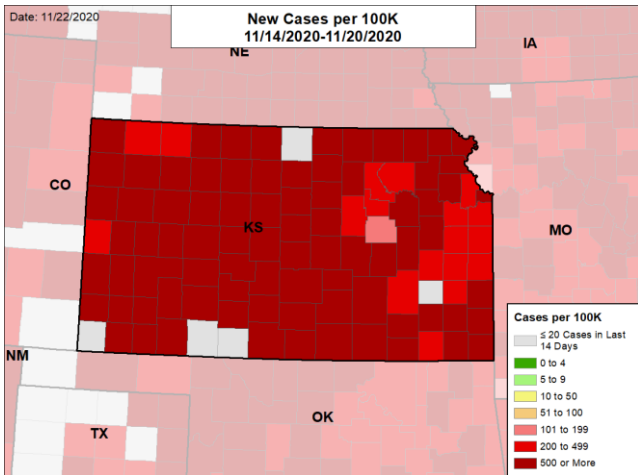 Date: 11/22/2020
New Cases per 100K
11/14/2020-11/20/2020
NE
IA
CO
KS
MO
NM
TX
OK
Cases per 100K
≤ 20 Cases in Last
14 Days
0 to 4
5 to 9
10 to 50
51 to 100
101 to 199
200 to 499
500 or More